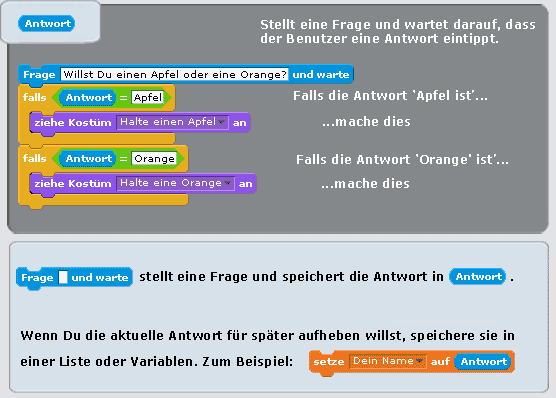 Antwort
Stellt eine Frage und wartet darauf, dass
der Benutzer eine Antwort eintippt.
Frage Willst Du einen Apfel oder eine Orange? und warte
falls Antwort = Apfel
Falls die Antwort 'Apfel ist'...
ziehe Kostüm Halte einen Apfel an
...mache dies
falls Antwort = Orange
Falls die Antwort 'Orange' ist'...
ziehe Kostüm Halte eine Orange an
...mache dies
Frage und warte stellt eine Frage und speichert die Antwort in Antwort .
Wenn Du die aktuelle Antwort für später aufheben willst, speichere sie in
einer Liste oder Variablen. Zum Beispiel: setze Dein Name auf Antwort